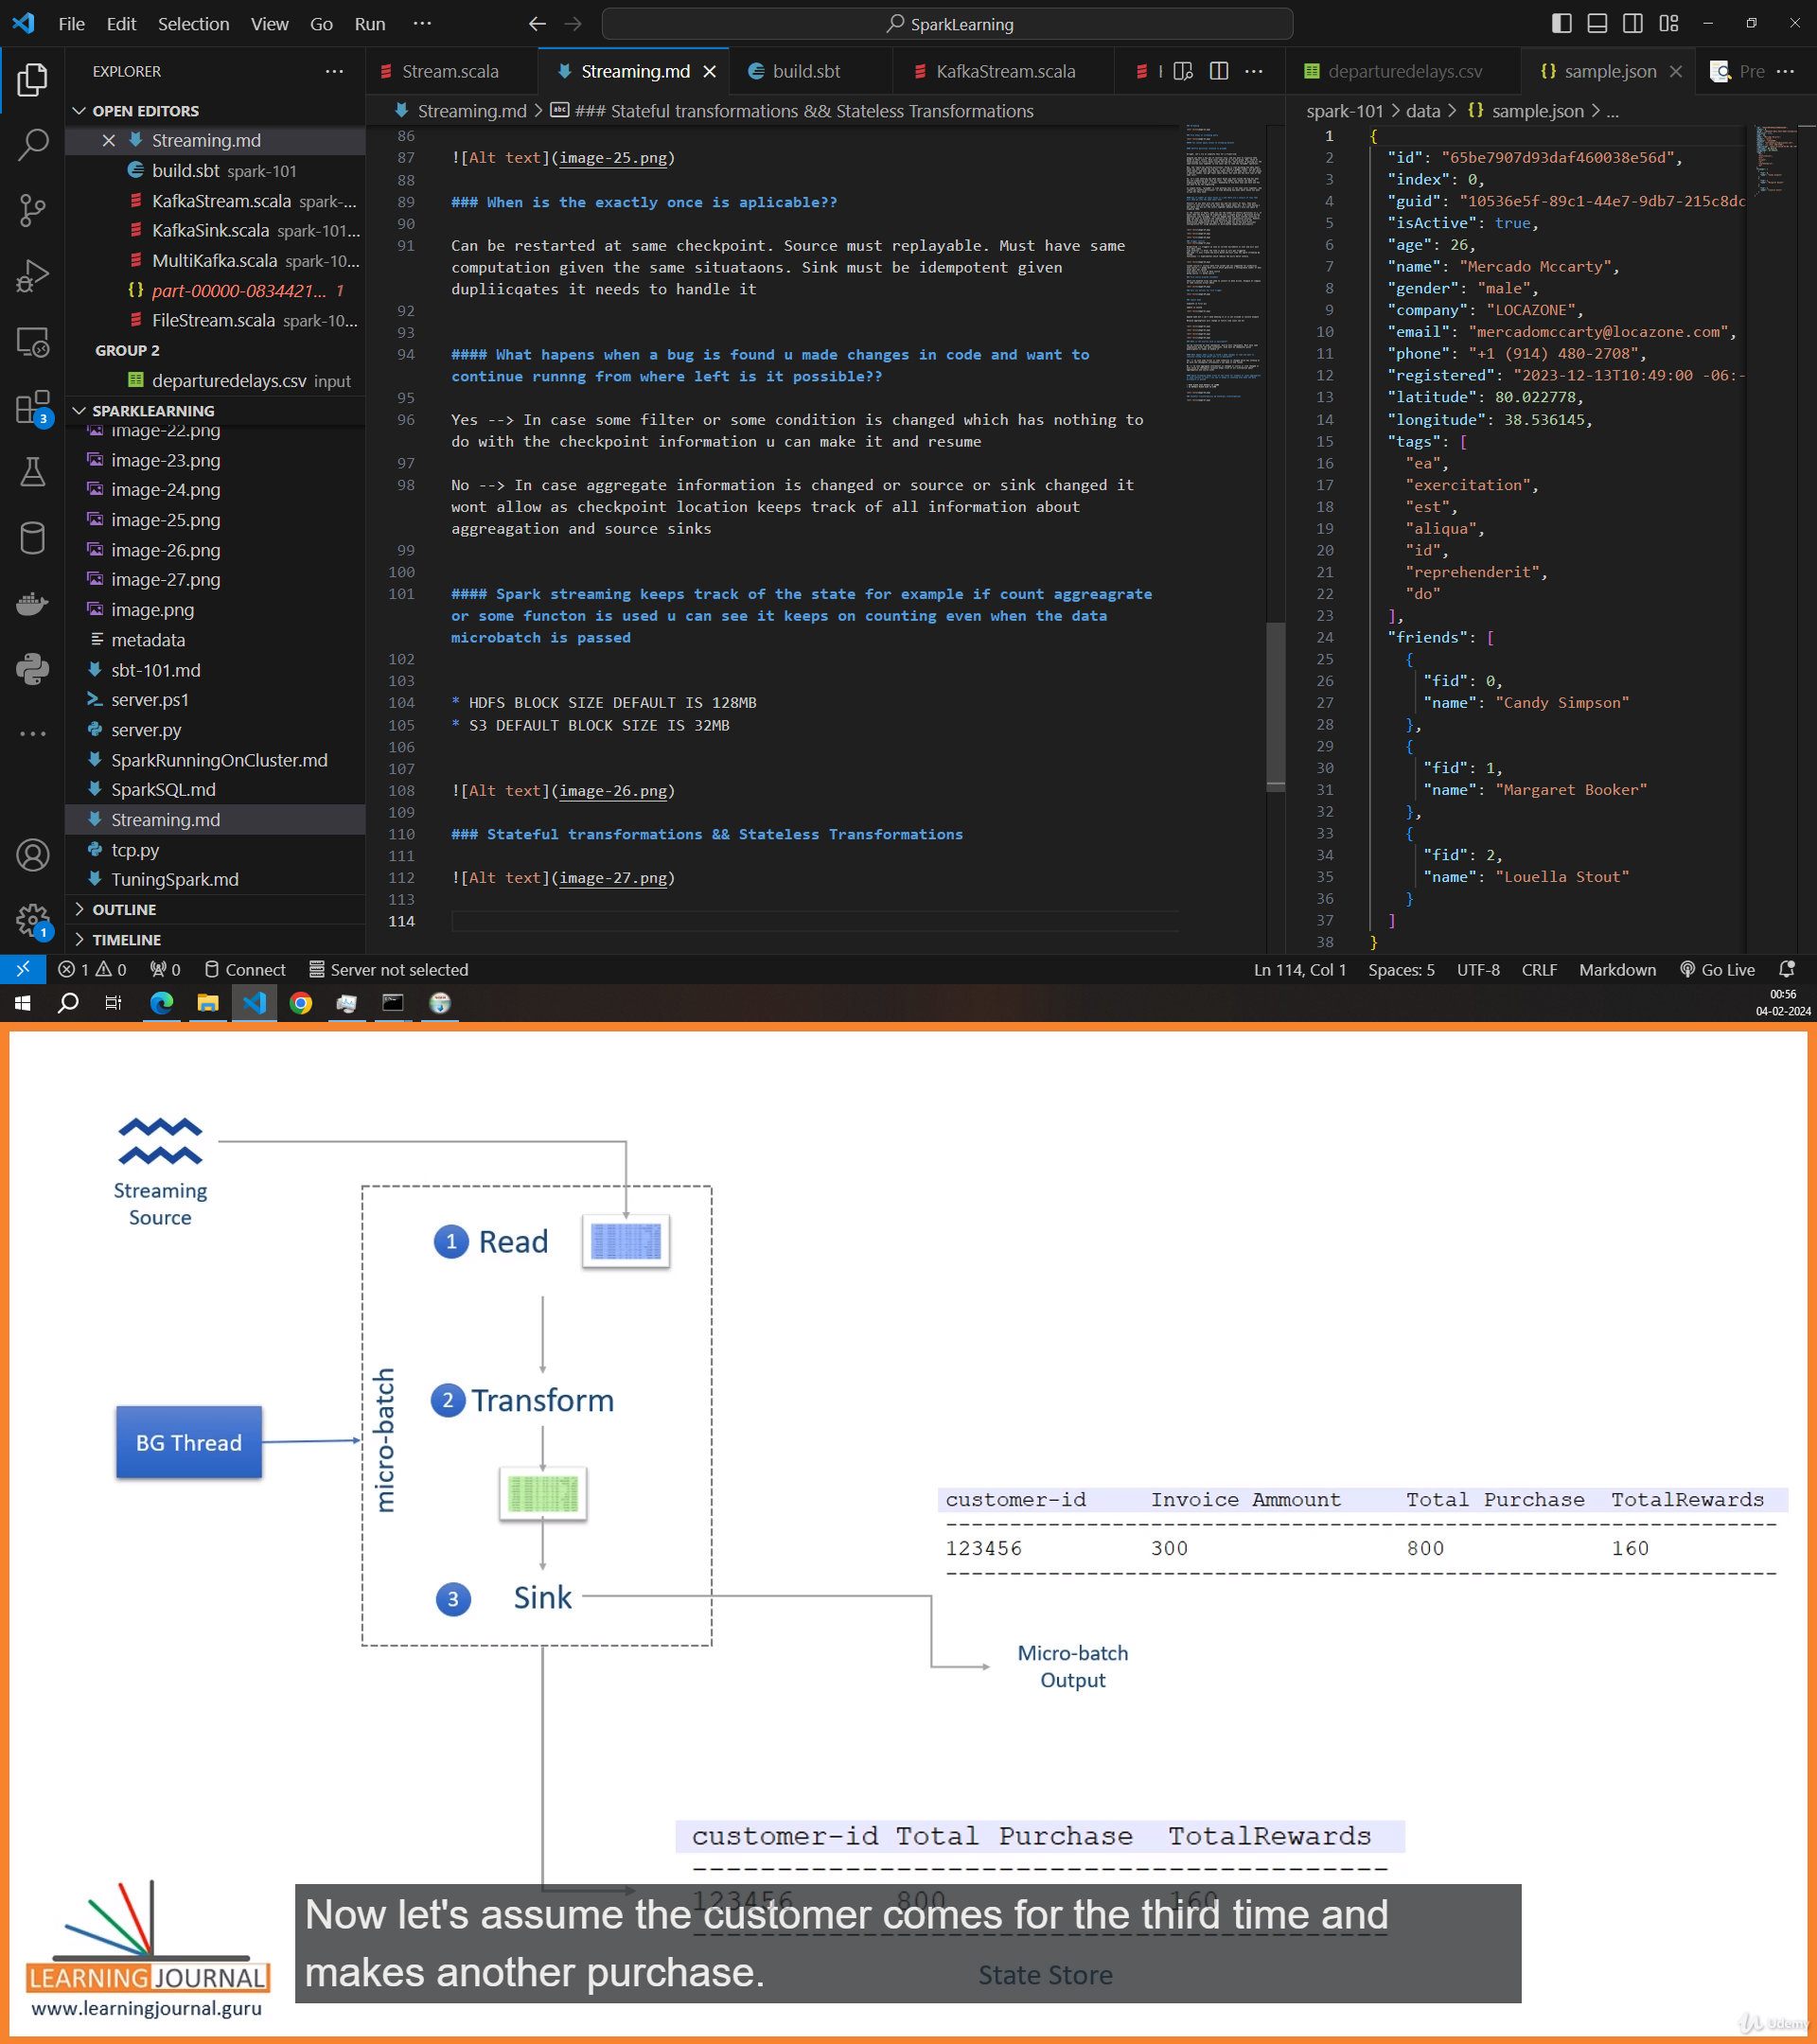 File Edit Selection View Go Run ··· SparkLearning
EXPLORER ···
OPEN EDITORS
Streaming.md
build.sbt spark-101
KafkaStream.scala spark-...
KafkaSink.scala spark-101...
MultiKafka.scala spark-10...
part-00000-0834421... 1
FileStream.scala spark-10...
GROUP 2
departuredelays.csv input
SPARKLEARNING
image-22.png
image-23.png
image-24.png
image-25.png
image-26.png
image-27.png
image.png
metadata
sbt-101.md
server.ps1
server.py
SparkRunningOnCluster.md
SparkSQL.md
Streaming.md
tcp.py
TuningSpark.md
OUTLINE
TIMELINE
3
1
Stream.scala Streaming.md build.sbt KafkaStream.scala
Streaming.md > abc ### Stateful transformations && Stateless Transformations
86
87 ![Alt text](image-25.png)
88
89 ### When is the exactly once is aplicable??
90
91 Can be restarted at same checkpoint. Source must replayable. Must have same
computation given the same situataons. Sink must be idempotent given
dupliicqates it needs to handle it
92
93
94 #### What hapens when a bug is found u made changes in code and want to
continue runnng from where left is it possible??
95
96 Yes --> In case some filter or some condition is changed which has nothing to
do with the checkpoint information u can make it and resume
97
98 No --> In case aggregate information is changed or source or sink changed it
wont allow as checkpoint location keeps track of all information about
aggreagation and source sinks
99
100
101 #### Spark streaming keeps track of the state for example if count aggreagrate
or some functon is used u can see it keeps on counting even when the data
microbatch is passed
102
103
104 * HDFS BLOCK SIZE DEFAULT IS 128MB
105 * S3 DEFAULT BLOCK SIZE IS 32MB
106
107
108 ![Alt text](image-26.png)
109
110 ### Stateful transformations && Stateless Transformations
111
112 ![Alt text](image-27.png)
113
114
departuredelays.csv {} sample.json Pre ···
spark-101 > data > {} sample.json > ...
1 {
2 "id": "65be7907d93daf460038e56d",
3 "index": 0,
4 "guid": "10536e5f-89c1-44e7-9db7-215c8dc
5 "isActive": true,
6 "age": 26,
7 "name": "Mercado Mccarty",
8 "gender": "male",
9 "company": "LOCAZONE",
10 "email": "mercadomccarty@locazone.com",
11 "phone": "+1 (914) 480-2708",
12 "registered": "2023-12-13T10:49:00 -06:-
13 "latitude": 80.022778,
14 "longitude": 38.536145,
15 "tags": [
16 "ea",
17 "exercitation",
18 "est",
19 "aliqua",
20 "id",
21 "reprehenderit",
22 "do"
23 ],
24 "friends": [
25 {
26 "fid": 0,
27 "name": "Candy Simpson"
28 },
29 {
30 "fid": 1,
31 "name": "Margaret Booker"
32 },
33 {
34 "fid": 2,
35 "name": "Louella Stout"
36 }
37 ]
38 }
1 0 0 Connect Server not selected Ln 114, Col 1 Spaces: 5 UTF-8 CRLF Markdown Go Live
00:56
04-02-2024
Streaming
Source
1 Read
micro-batch
2 Transform
BG Thread
3 Sink
customer-id Invoice Ammount Total Purchase TotalRewards
123456 300 800 160
Micro-batch
Output
customer-id Total Purchase TotalRewards
123456 800 160
State Store
Now let's assume the customer comes for the third time and
makes another purchase.
LEARNING JOURNAL
www.learningjournal.guru
Udemy